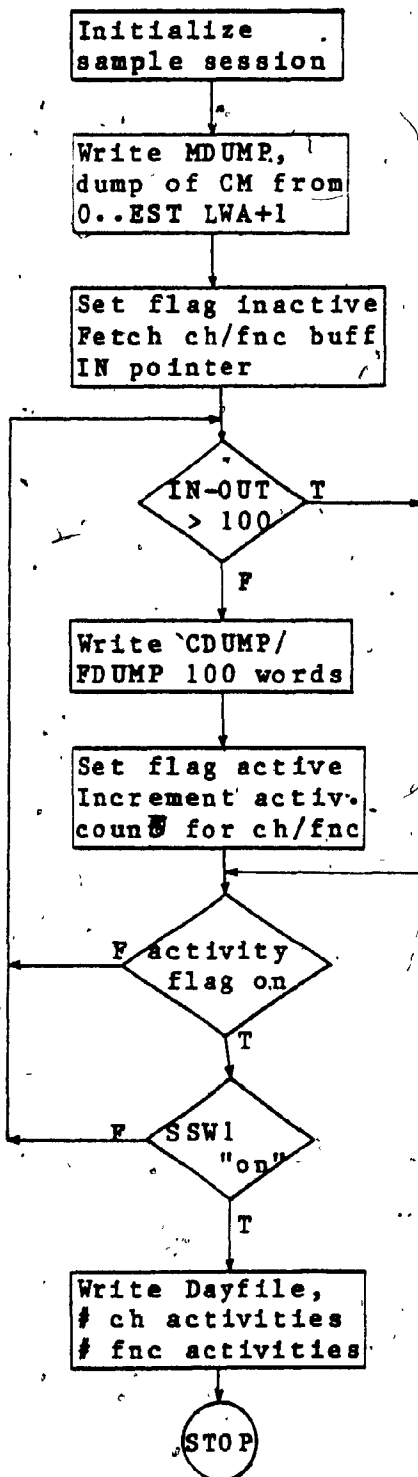 Initialize
sample session
Write MDUMP,
dump of CM from
0..EST LWA+1
Set flag inactive
Fetch ch/fnc buff
IN pointer
IN-OUT
> 100
T
F
Write CDUMP/
FDUMP 100 words
Set flag active
Increment activ.
for ch/fnc
F activity
flag on
T
F SSW1
"on"
T
Write Dayfile,
# ch activities
# fnc activities
STOP